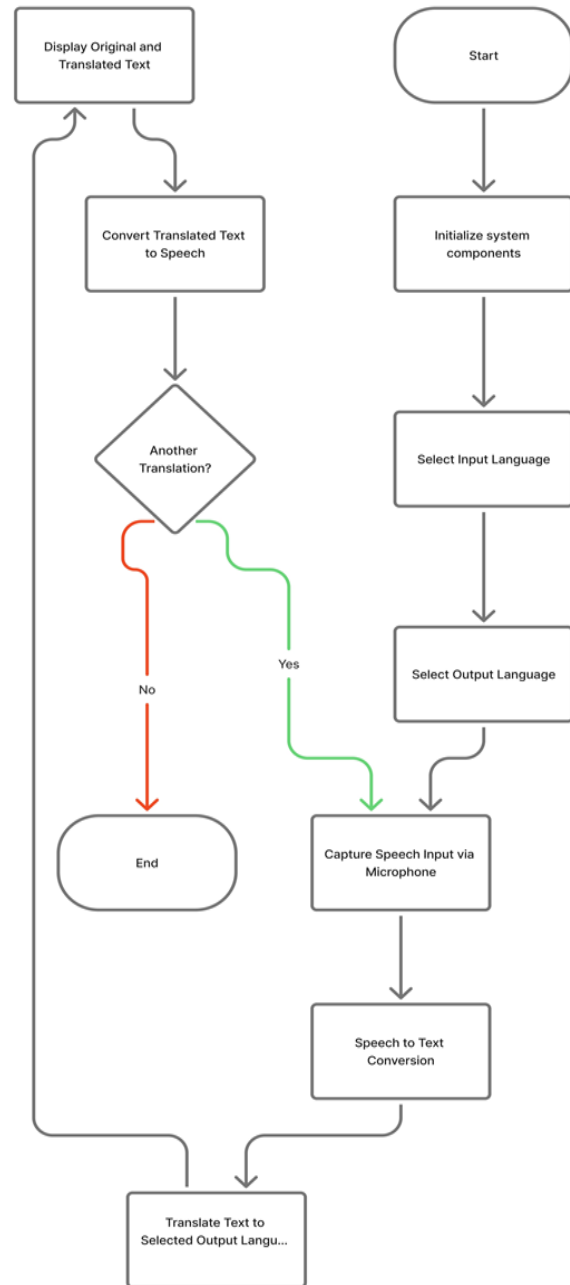 Display Original and
Translated Text
Start
Convert Translated Text
to Speech
Initialize system
components
Another
Translation?
Select Input Language
No
Yes
Select Output Language
End
Capture Speech Input via
Microphone
Speech to Text
Conversion
Translate Text to
Selected Output Langu...